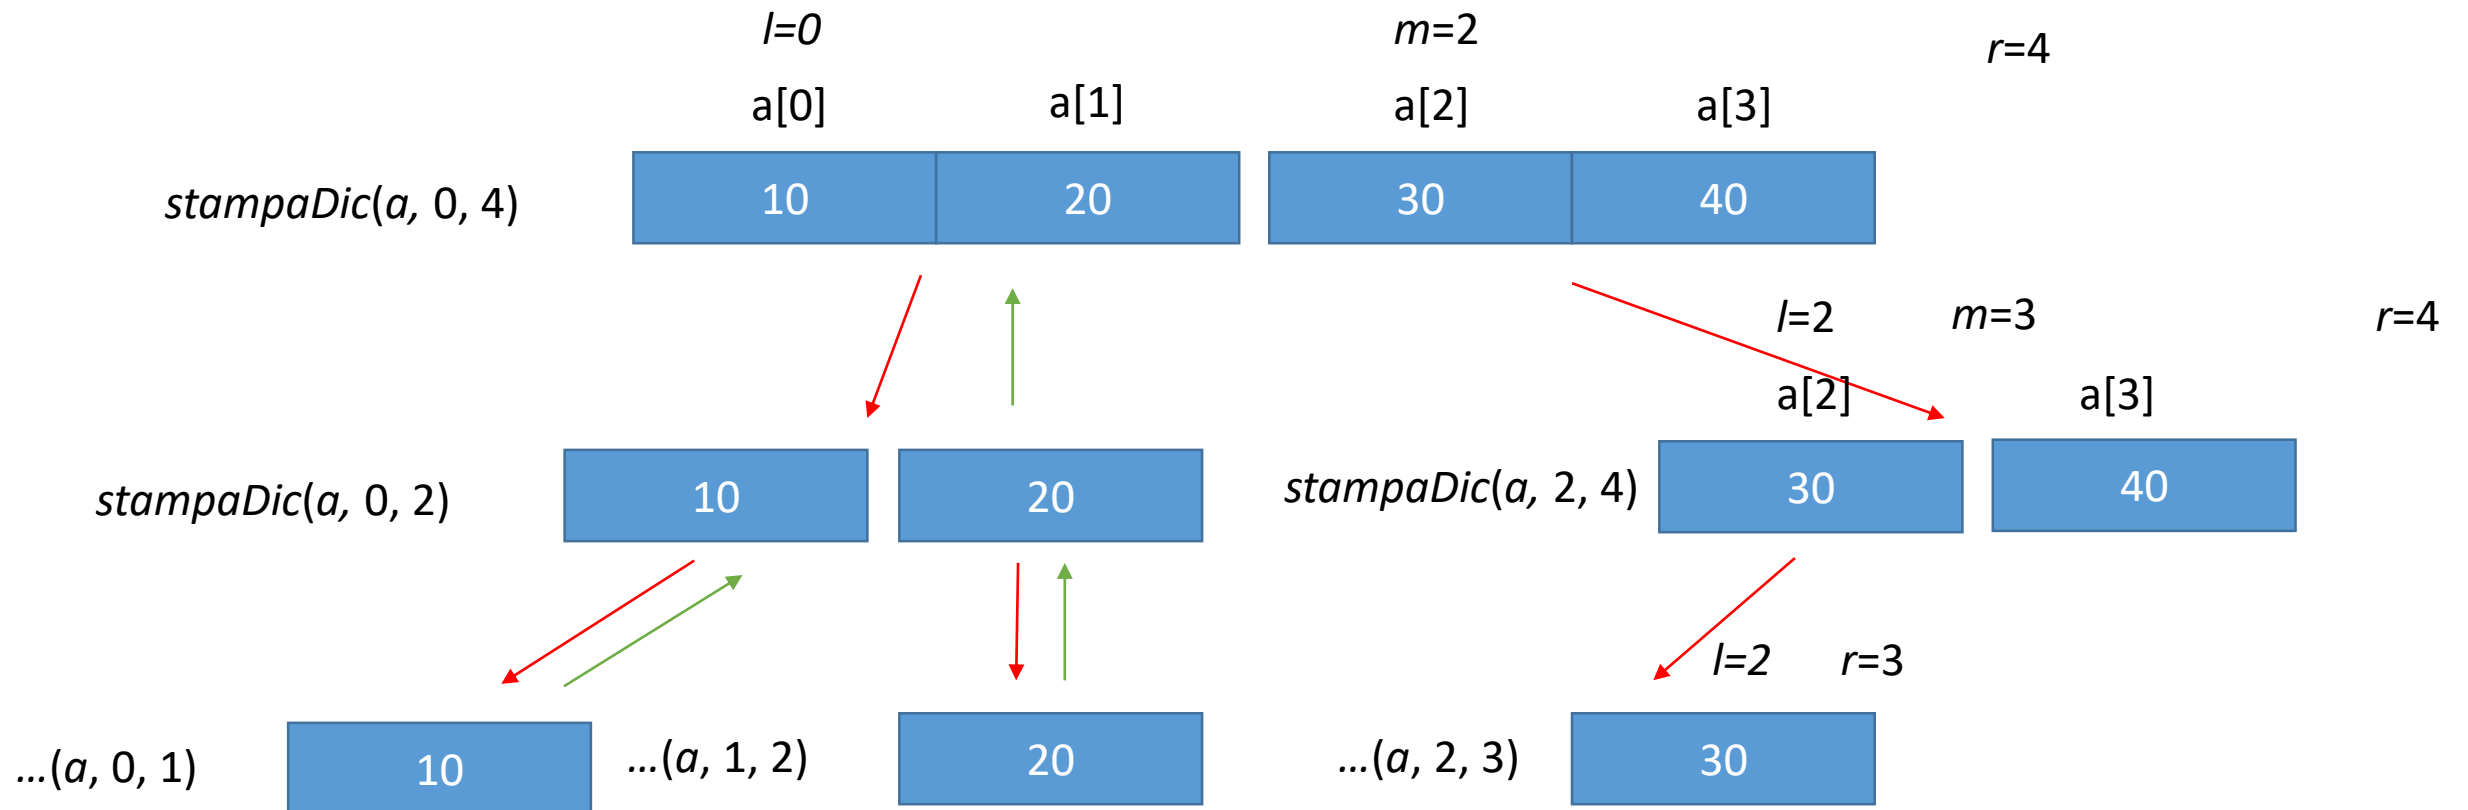 l=0 m=2 r=4
a[0] a[1] a[2] a[3]
stampaDic(a, 0, 4) 10 20 30 40
l=2 m=3 r=4
a[2] a[3]
stampaDic(a, 0, 2) 10 20 stampaDic(a, 2, 4) 30 40
l=2 r=3
...(a, 0, 1) 10 ...(a, 1, 2) 20 ...(a, 2, 3) 30